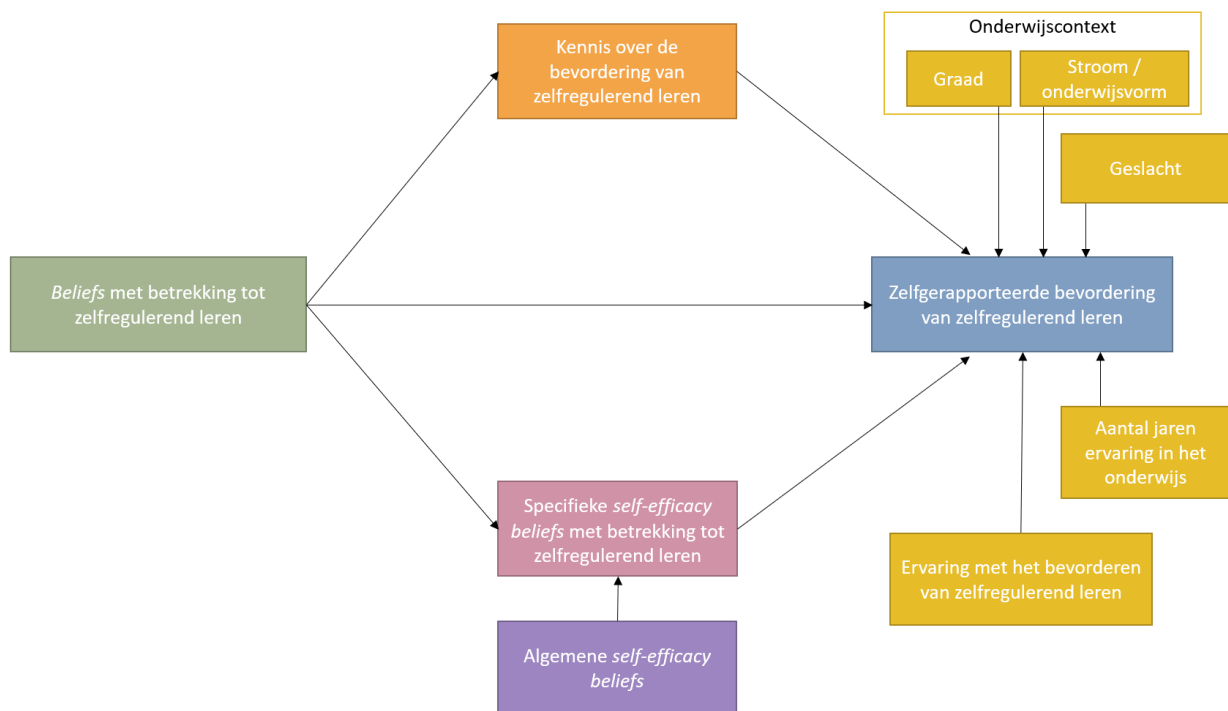 Kennis over de
bevordering van
zelfregulerend leren
Onderwijscontext
Graad
Stroom /
onderwijsvorm
Geslacht
Beliefs met betrekking tot
zelfregulerend leren
Zelfgerapporteerde bevordering
van zelfregulerend leren
Aantal jaren
ervaring in het
onderwijs
Specifieke self-efficacy
beliefs met betrekking tot
zelfregulerend leren
Ervaring met het bevorderen
van zelfregulerend leren
Algemene self-efficacy
beliefs